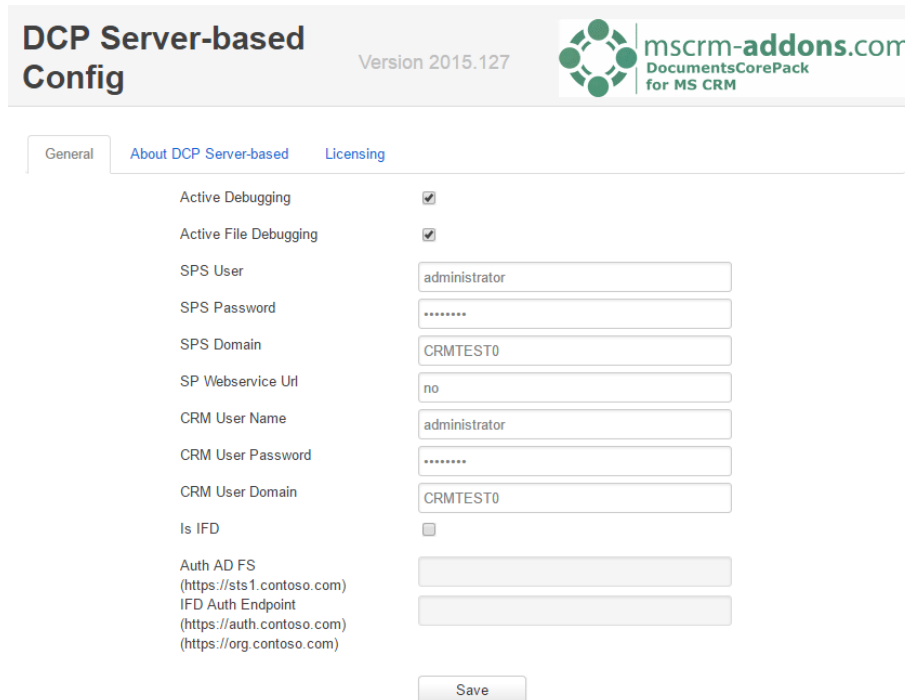 DCP Server-based
Config
Version 2015.127
mscrm-addons.com
DocumentsCorePack
for MS CRM
General
About DCP Server-based
Licensing
Active Debugging
Active File Debugging
SPS User
administrator
SPS Password
••••••••
SPS Domain
CRMTEST0
SP Webservice Url
no
CRM User Name
administrator
CRM User Password
••••••••
CRM User Domain
CRMTEST0
Is IFD
Auth AD FS
(https://sts1.contoso.com)
IFD Auth Endpoint
(https://auth.contoso.com)
(https://org.contoso.com)
Save